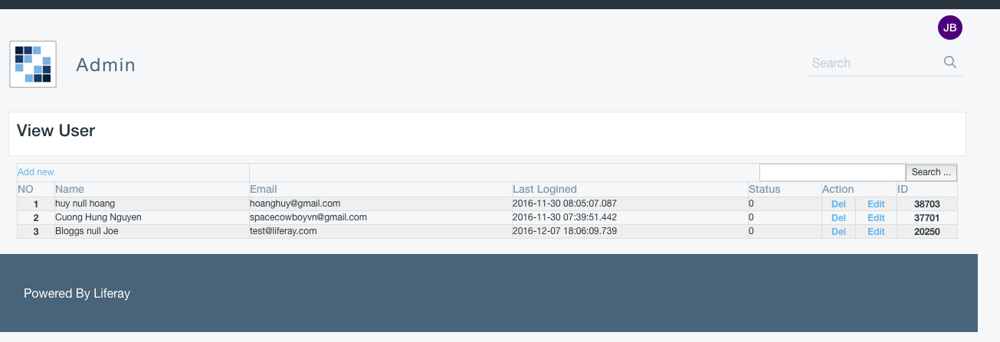 JB
Admin
Search
View User
Add new Search ...
NO Name Email Last Logined Status Action ID
1 huy null hoang hoanghuy@gmail.com 2016-11-30 08:05:07.087 0 Del Edit 38703
2 Cuong Hung Nguyen spacecowboyvn@gmail.com 2016-11-30 07:39:51.442 0 Del Edit 37701
3 Bloggs null Joe test@liferay.com 2016-12-07 18:06:09.739 0 Del Edit 20250
Powered By Liferay